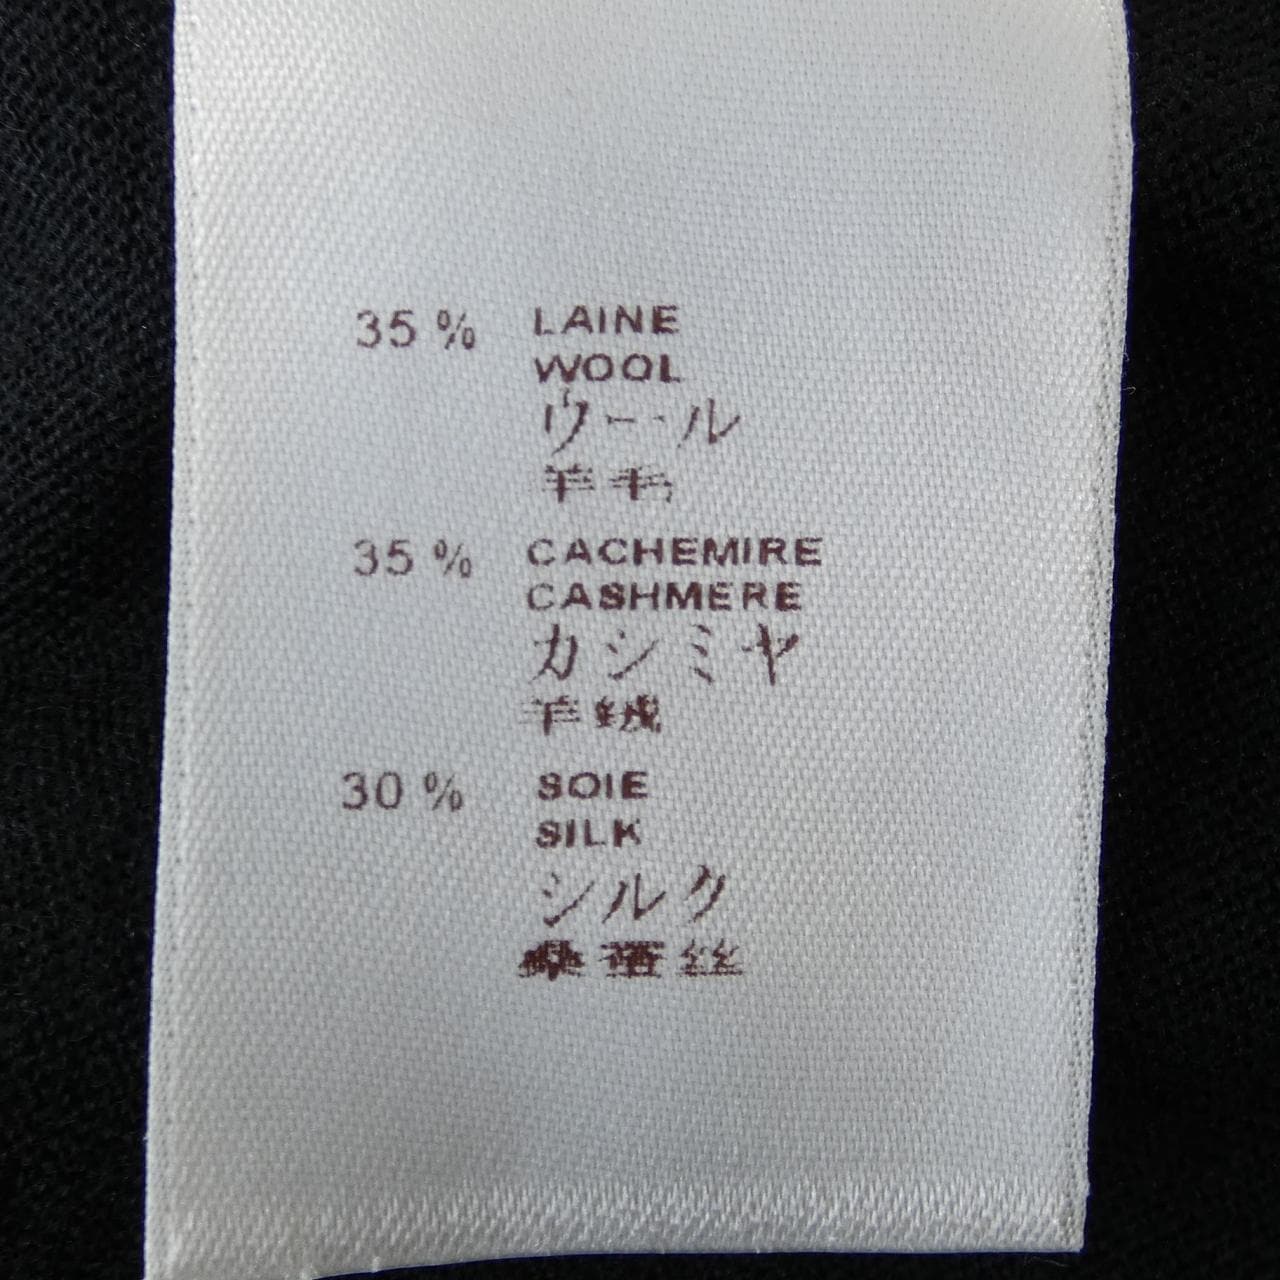 35 % LAINE
WOOL
ウール
羊毛
35 % CACHEMIRE
CASHMERE
カシミヤ
羊绒
30 % SOIE
SILK
シルク
桑蚕丝